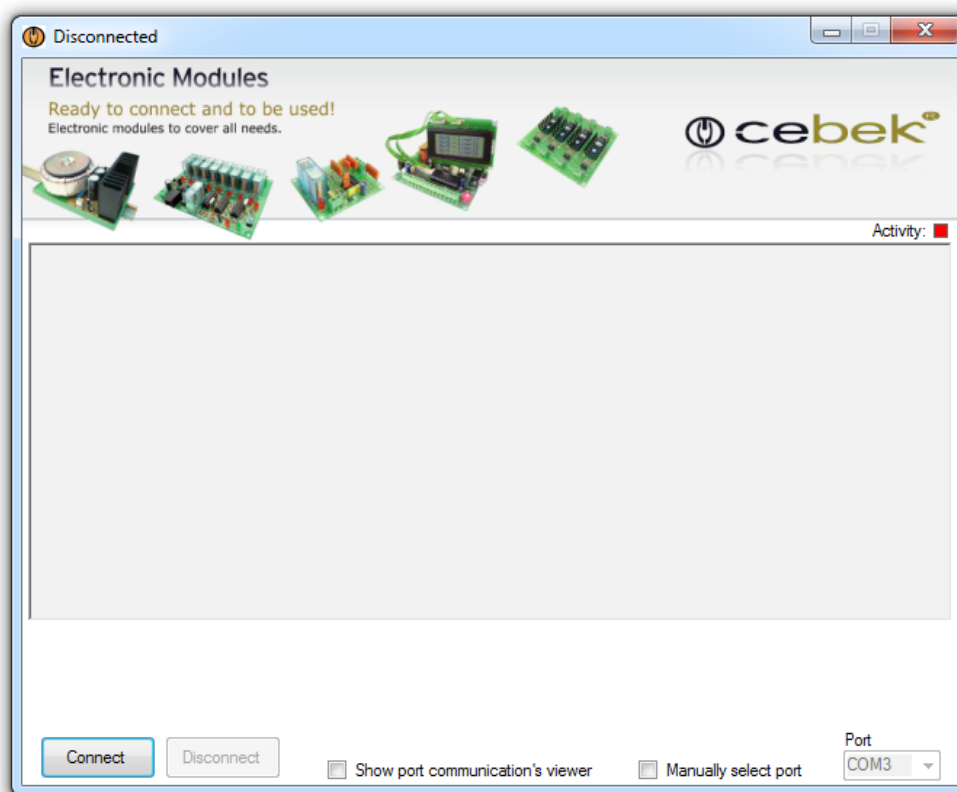 Disconnected
Electronic Modules
Ready to connect and to be used!
Electronic modules to cover all needs.
cebek
Activity:
Connect
Disconnect
Show port communication's viewer
Manually select port
Port
COM3